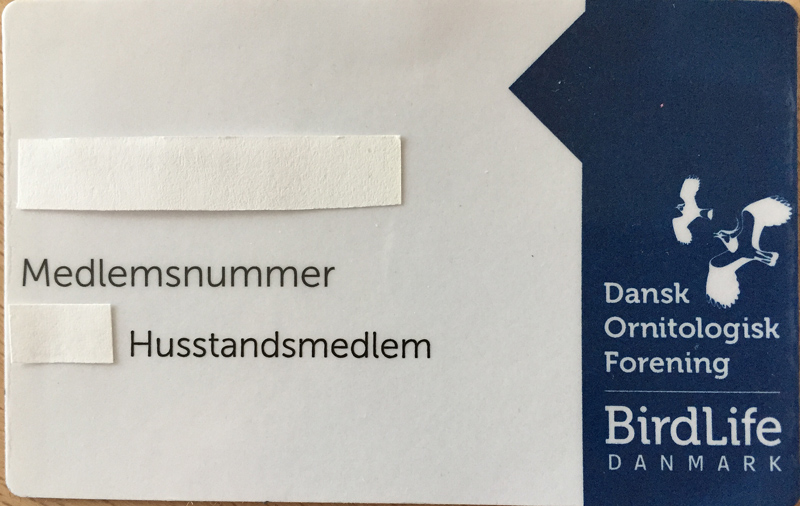 Medlemsnummer
Husstandsmedlem
Dansk
Ornitologisk
Forening
BirdLife
DANMARK